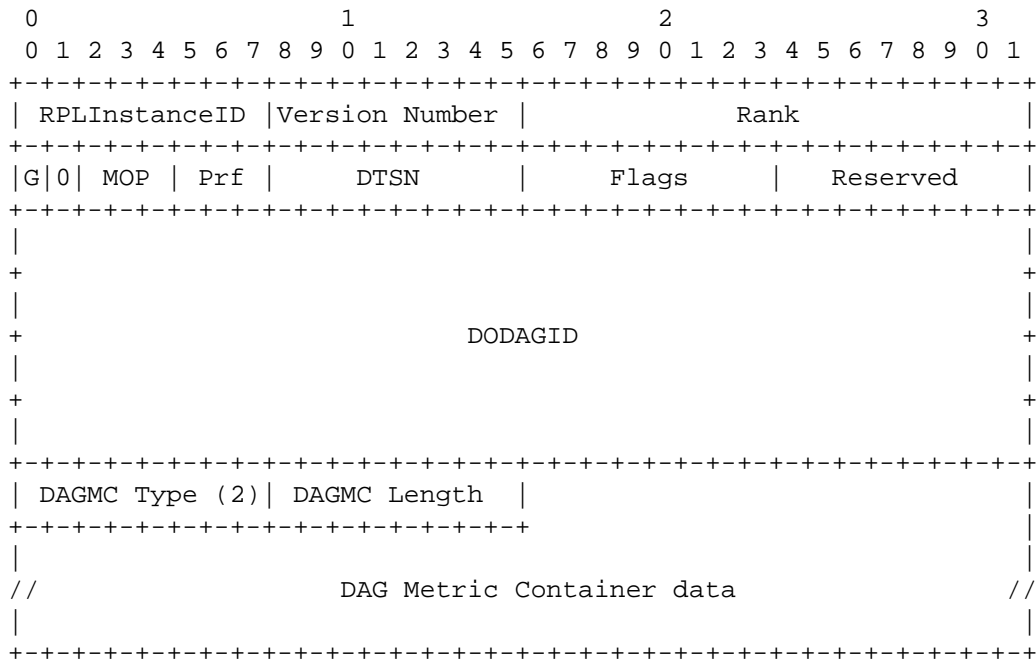 0                   1                   2                   3
 0 1 2 3 4 5 6 7 8 9 0 1 2 3 4 5 6 7 8 9 0 1 2 3 4 5 6 7 8 9 0 1
+-+-+-+-+-+-+-+-+-+-+-+-+-+-+-+-+-+-+-+-+-+-+-+-+-+-+-+-+-+-+-+-+
| RPLInstanceID |Version Number |             Rank              |
+-+-+-+-+-+-+-+-+-+-+-+-+-+-+-+-+-+-+-+-+-+-+-+-+-+-+-+-+-+-+-+-+
|G|0| MOP | Prf |     DTSN      |     Flags     |   Reserved    |
+-+-+-+-+-+-+-+-+-+-+-+-+-+-+-+-+-+-+-+-+-+-+-+-+-+-+-+-+-+-+-+-+
|                                                               |
+                                                               +
|                                                               |
+                            DODAGID                            +
|                                                               |
+                                                               +
|                                                               |
+-+-+-+-+-+-+-+-+-+-+-+-+-+-+-+-+-+-+-+-+-+-+-+-+-+-+-+-+-+-+-+-+
| DAGMC Type (2)| DAGMC Length  |                               |
+-+-+-+-+-+-+-+-+-+-+-+-+-+-+-+-+                               |
|                                                               |
//                   DAG Metric Container data                 //
|                                                               |
+-+-+-+-+-+-+-+-+-+-+-+-+-+-+-+-+-+-+-+-+-+-+-+-+-+-+-+-+-+-+-+-+